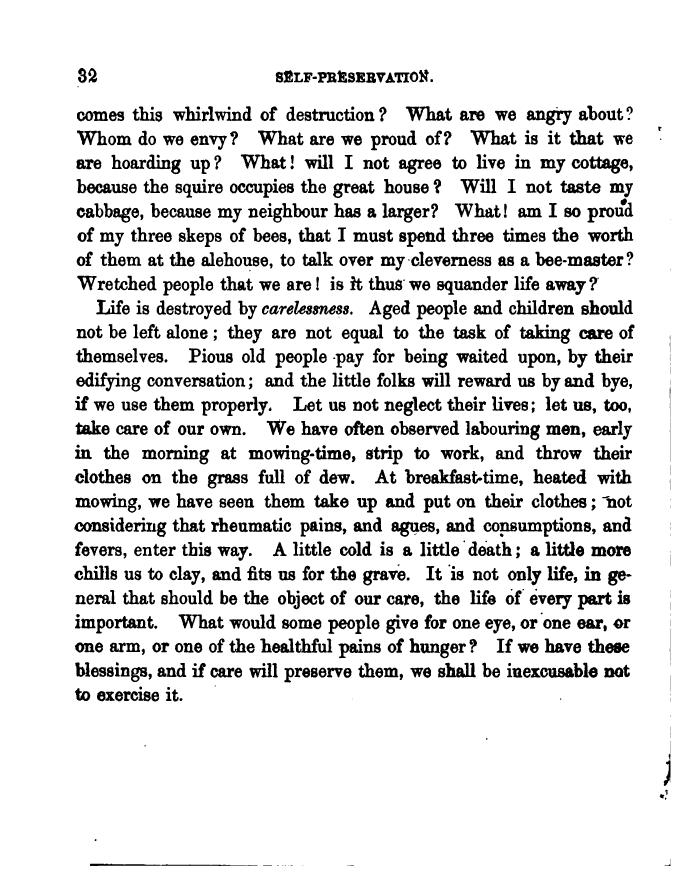 32 SELF-PRESERVATION.
comes this whirlwind of destruction? What are we angry about?
Whom do we envy? What are we proud of? What is it that we
are hoarding up? What! will I not agree to live in my cottage,
because the squire occupies the great house? Will I not taste my
cabbage, because my neighbour has a larger? What! am I so proud
of my three skeps of bees, that I must spend three times the worth
of them at the alehouse, to talk over my cleverness as a bee-master?
Wretched people that we are! is it thus we squander life away?
Life is destroyed by carelessness. Aged people and children should
not be left alone; they are not equal to the task of taking care of
themselves. Pious old people pay for being waited upon, by their
edifying conversation; and the little folks will reward us by and bye,
if we use them properly. Let us not neglect their lives; let us, too,
take care of our own. We have often observed labouring men, early
in the morning at mowing-time, strip to work, and throw their
clothes on the grass full of dew. At breakfast-time, heated with
mowing, we have seen them take up and put on their clothes; not
considering that rheumatic pains, and agues, and consumptions, and
fevers, enter this way. A little cold is a little death; a little more
chills us to clay, and fits us for the grave. It is not only life, in ge-
neral that should be the object of our care, the life of every part is
important. What would some people give for one eye, or one ear, or
one arm, or one of the healthful pains of hunger? If we have these
blessings, and if care will preserve them, we shall be inexcusable not
to exercise it.